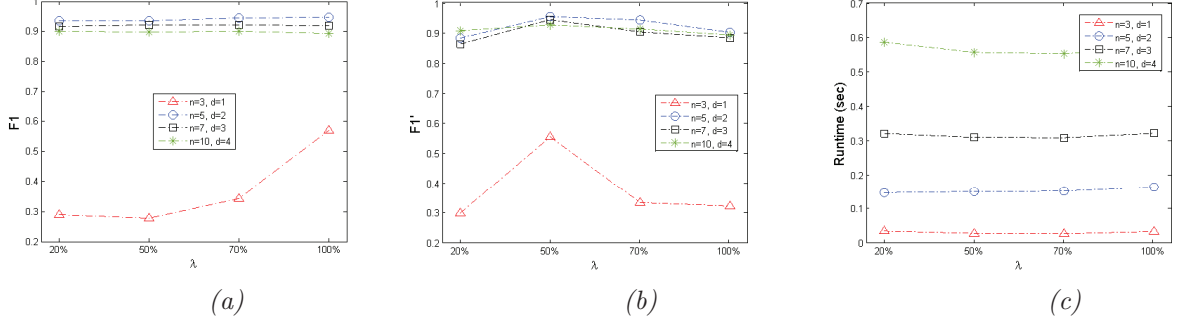 1
0.9
0.8
0.7
0.6
0.5
0.4
0.3
0.2
F1
20% 50% 70% 100%
λ
n=3, d=1
n=5, d=2
n=7, d=3
n=10, d=4
(a)
1
0.9
0.8
0.7
0.6
0.5
0.4
0.3
0.2
F1'
20% 50% 70% 100%
λ
n=3, d=1
n=5, d=2
n=7, d=3
n=10, d=4
(b)
0.7
0.6
0.5
0.4
0.3
0.2
0.1
0
Runtime (sec)
20% 50% 70% 100%
λ
n=3, d=1
n=5, d=2
n=7, d=3
n=10, d=4
(c)